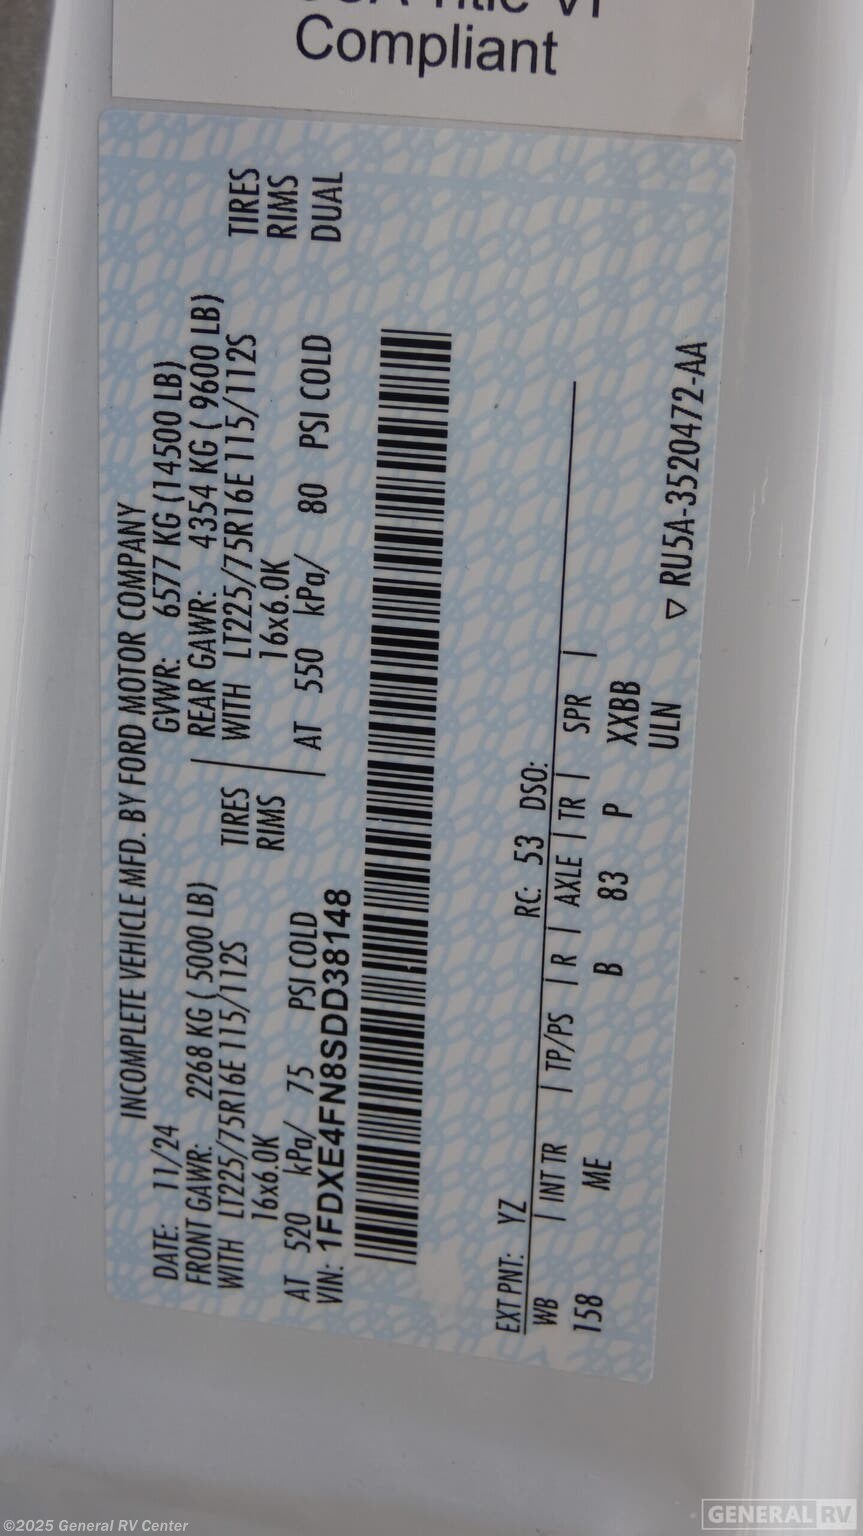 Compliant
INCOMPLETE VEHICLE MFD. BY FORD MOTOR COMPANY
DATE: 11/24 GVWR: 6577 KG (14500 LB)
FRONT GAWR: 2268 KG ( 5000 LB) REAR GAWR: 4354 KG ( 9600 LB)
WITH LT225/75R16E 115/112S TIRES WITH LT225/75R16E 115/112S TIRES
16x6.0K RIMS 16x6.0K RIMS
AT 520 kPa/ 75 PSI COLD AT 550 kPa/ 80 PSI COLD DUAL
VIN: 1FDXE4FN8SDD38148
EXT PNT: YZ RC: 53 DSO:
WB | INT TR | TP/PS | R | AXLE | TR | SPR |
158 ME B 83 P XXBB
ULN
▽ RU5A-3520472-AA
©2025 General RV Center
GENERAL RV